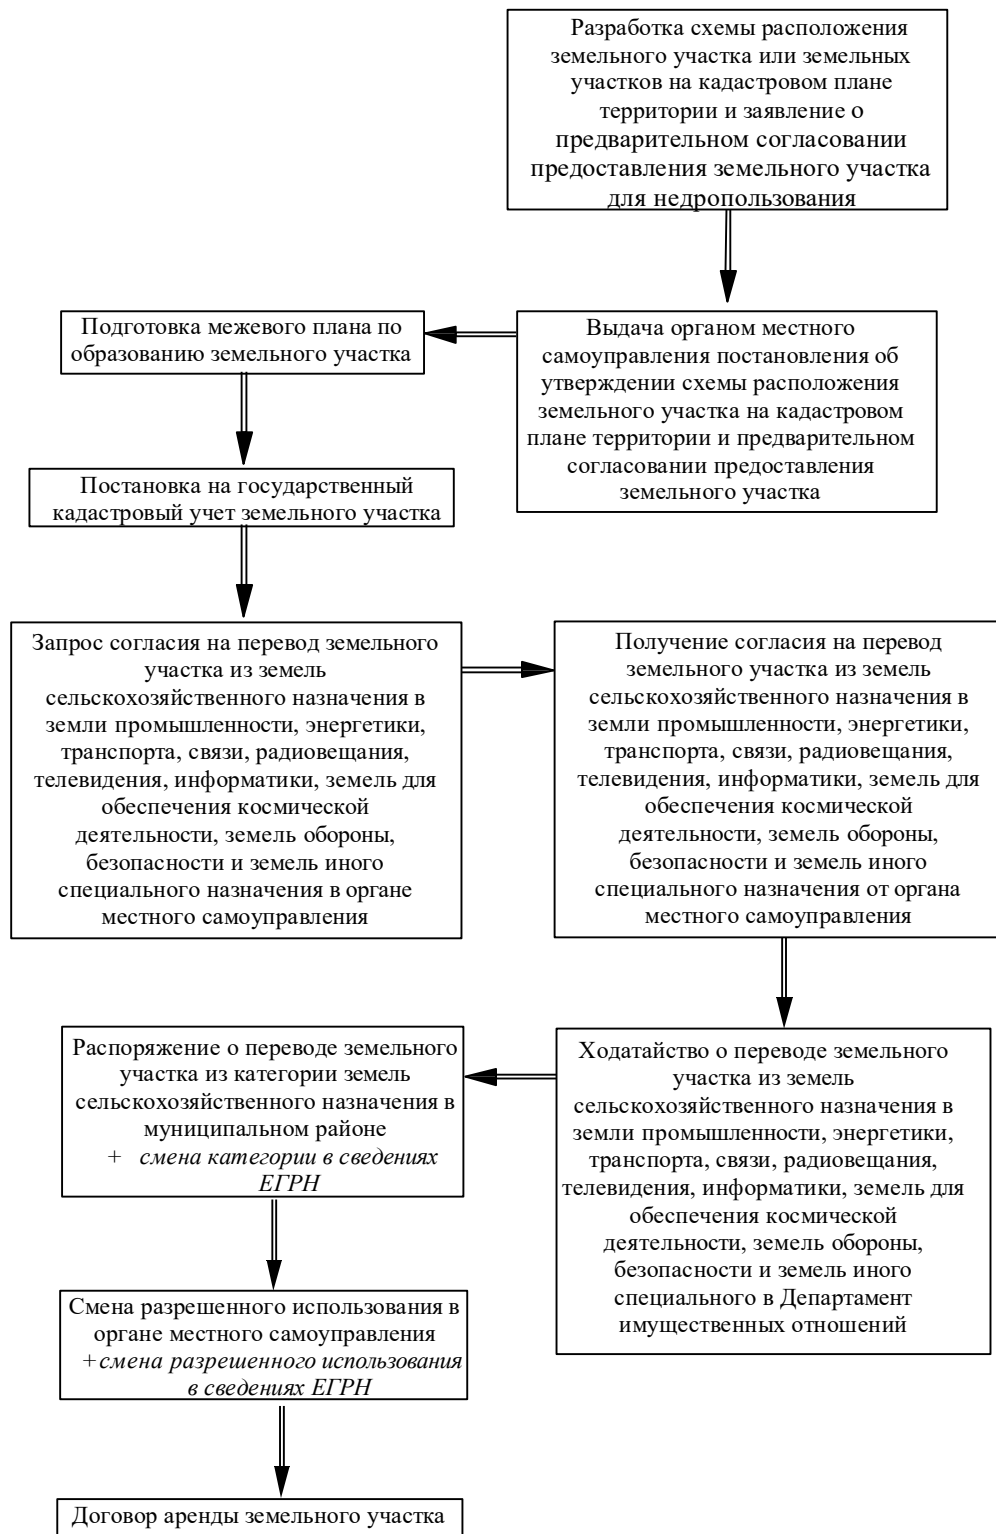 Разработка схемы расположения
земельного участка или земельных
участков на кадастровом плане
территории и заявление о
предварительном согласовании
предоставления земельного участка
для недропользования
Выдача органом местного
самоуправления постановления об
утверждении схемы расположения
земельного участка на кадастровом
плане территории и предварительном
согласовании предоставления
земельного участка
Подготовка межевого плана по
образованию земельного участка
Постановка на государственный
кадастровый учет земельного участка
Запрос согласия на перевод земельного
участка из земель
сельскохозяйственного назначения в
земли промышленности, энергетики,
транспорта, связи, радиовещания,
телевидения, информатики, земель для
обеспечения космической
деятельности, земель обороны,
безопасности и земель иного
специального назначения в органе
местного самоуправления
Получение согласия на перевод
земельного участка из земель
сельскохозяйственного назначения в
земли промышленности, энергетики,
транспорта, связи, радиовещания,
телевидения, информатики, земель для
обеспечения космической
деятельности, земель обороны,
безопасности и земель иного
специального назначения от органа
местного самоуправления
Ходатайство о переводе земельного
участка из земель
сельскохозяйственного назначения в
земли промышленности, энергетики,
транспорта, связи, радиовещания,
телевидения, информатики, земель для
обеспечения космической
деятельности, земель обороны,
безопасности и земель иного
специального в Департамент
имущественных отношений
Распоряжение о переводе земельного
участка из категории земель
сельскохозяйственного назначения в
муниципальном районе
+ смена категории в сведениях
ЕГРН
Смена разрешенного использования в
органе местного самоуправления
+смена разрешенного использования
в сведениях ЕГРН
Договор аренды земельного участка